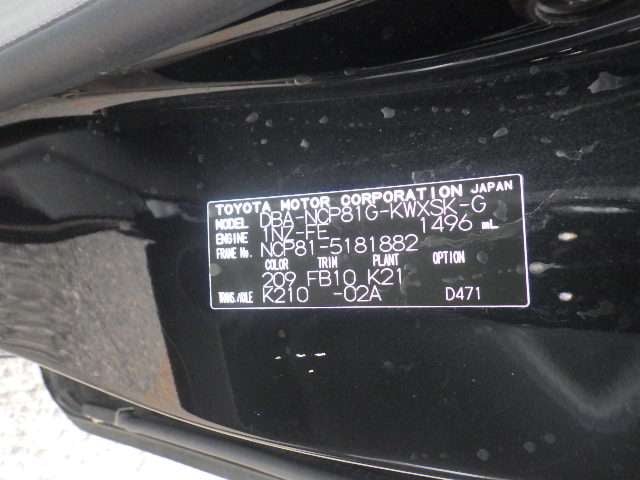 TOYOTA MOTOR CORPORATION JAPAN
MODEL DBA-NCP81G-KWXSK-G
ENGINE 1NZ-FE 1496 mL
FRAME No. NCP81-5181882
COLOR TRIM PLANT OPTION
209 FB10 K21
TRANS./AXLE K210 -02A D471